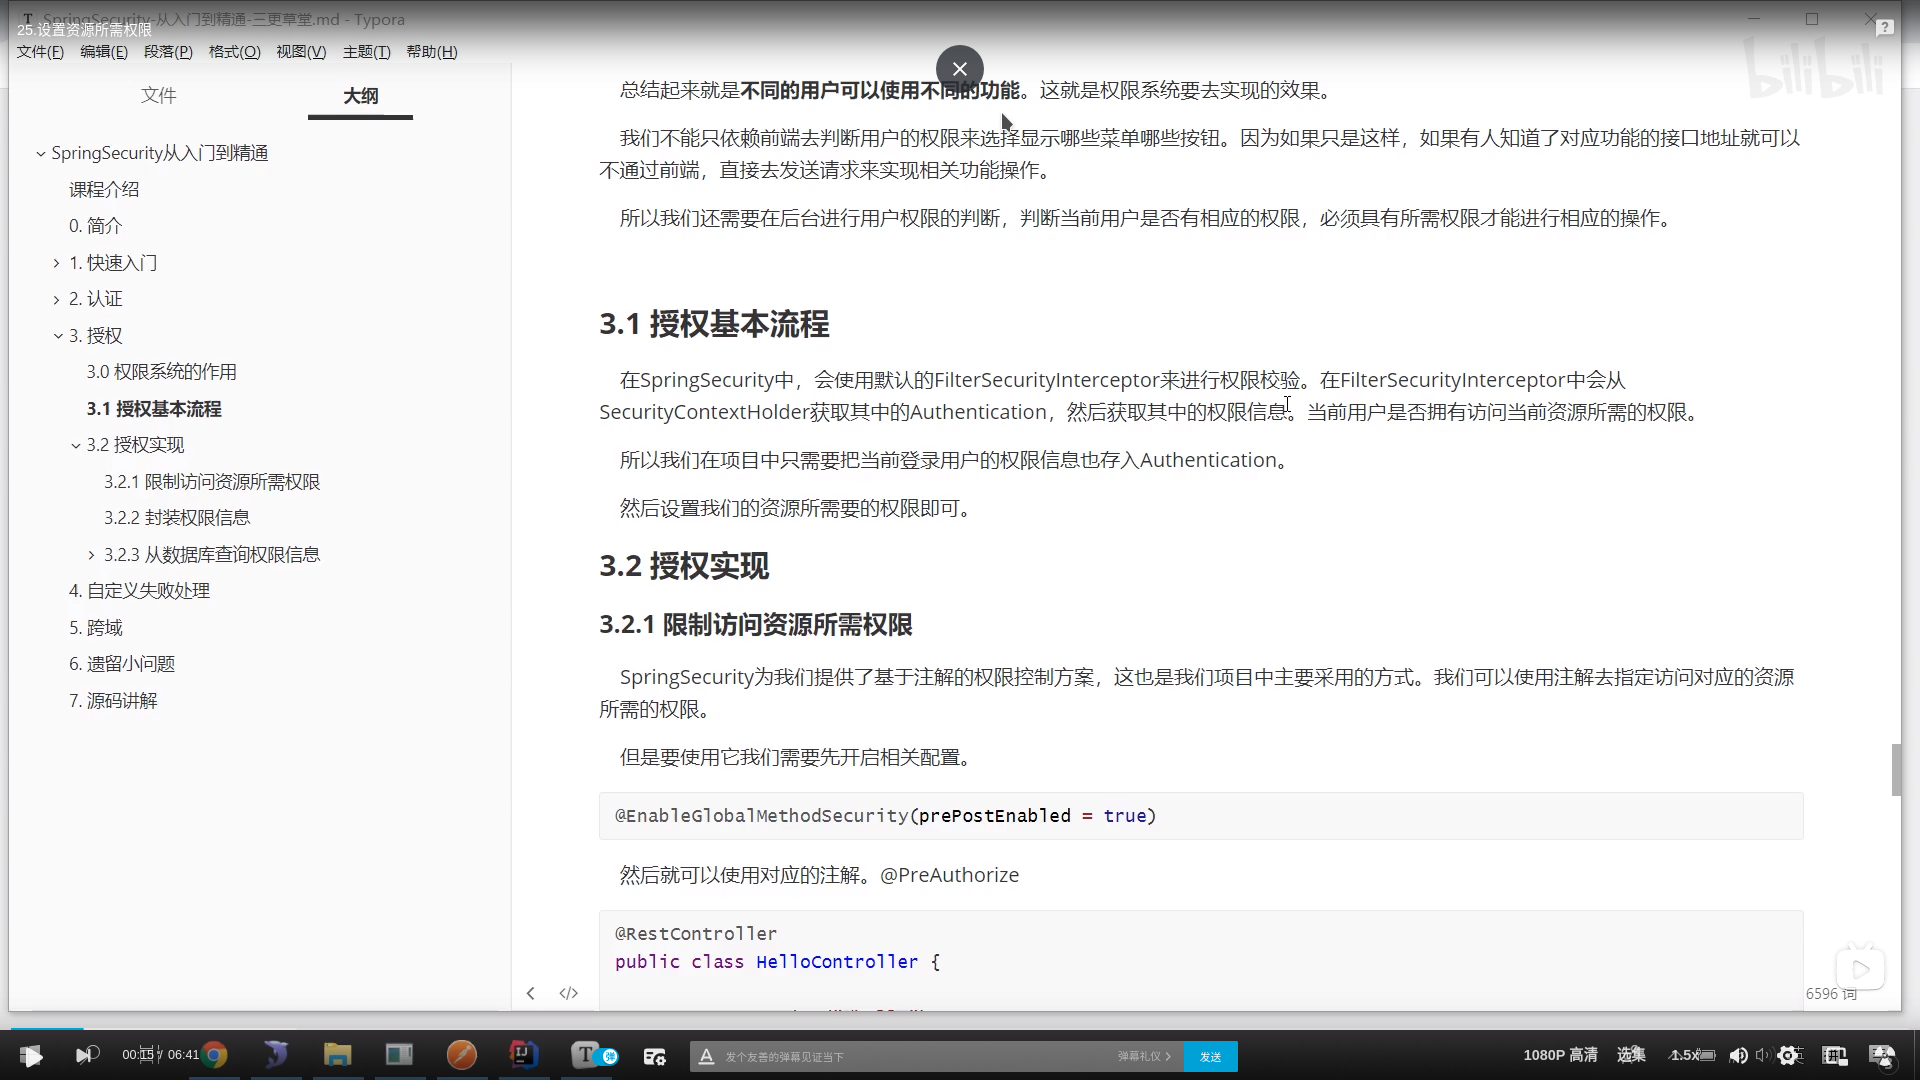 SpringSecurity-从入门到精通-三更草堂.md - Typora
25.设置资源所需权限
文件(F) 编辑(E) 段落(P) 格式(O) 视图(V) 主题(T) 帮助(H)
bilibili
文件 大纲
SpringSecurity从入门到精通
课程介绍
0. 简介
1. 快速入门
2. 认证
3. 授权
3.0 权限系统的作用
3.1 授权基本流程
3.2 授权实现
3.2.1 限制访问资源所需权限
3.2.2 封装权限信息
3.2.3 从数据库查询权限信息
4. 自定义失败处理
5. 跨域
6. 遗留小问题
7. 源码讲解
总结起来就是不同的用户可以使用不同的功能。这就是权限系统要去实现的效果。
我们不能只依赖前端去判断用户的权限来选择显示哪些菜单哪些按钮。因为如果只是这样，如果有人知道了对应功能的接口地址就可以
不通过前端，直接去发送请求来实现相关功能操作。
所以我们还需要在后台进行用户权限的判断，判断当前用户是否有相应的权限，必须具有所需权限才能进行相应的操作。
3.1 授权基本流程
在SpringSecurity中，会使用默认的FilterSecurityInterceptor来进行权限校验。在FilterSecurityInterceptor中会从
SecurityContextHolder获取其中的Authentication，然后获取其中的权限信息。当前用户是否拥有访问当前资源所需的权限。
所以我们在项目中只需要把当前登录用户的权限信息也存入Authentication。
然后设置我们的资源所需要的权限即可。
3.2 授权实现
3.2.1 限制访问资源所需权限
SpringSecurity为我们提供了基于注解的权限控制方案，这也是我们项目中主要采用的方式。我们可以使用注解去指定访问对应的资源
所需的权限。
但是要使用它我们需要先开启相关配置。
@EnableGlobalMethodSecurity(prePostEnabled = true)
然后就可以使用对应的注解。@PreAuthorize
@RestController
public class HelloController {
6596 词
00:15 / 06:41
发个友善的弹幕见证当下
弹幕礼仪
发送
1080P 高清
选集
1.5x